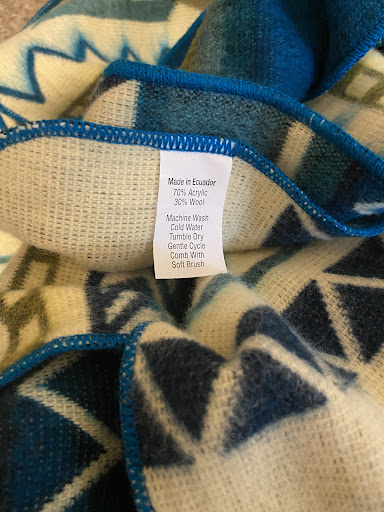 Made in Ecuador
70% Acrylic
30% Wool
Machine Wash
Cold Water
Tumble Dry
Gentle Cycle
Comb With
Soft Brush